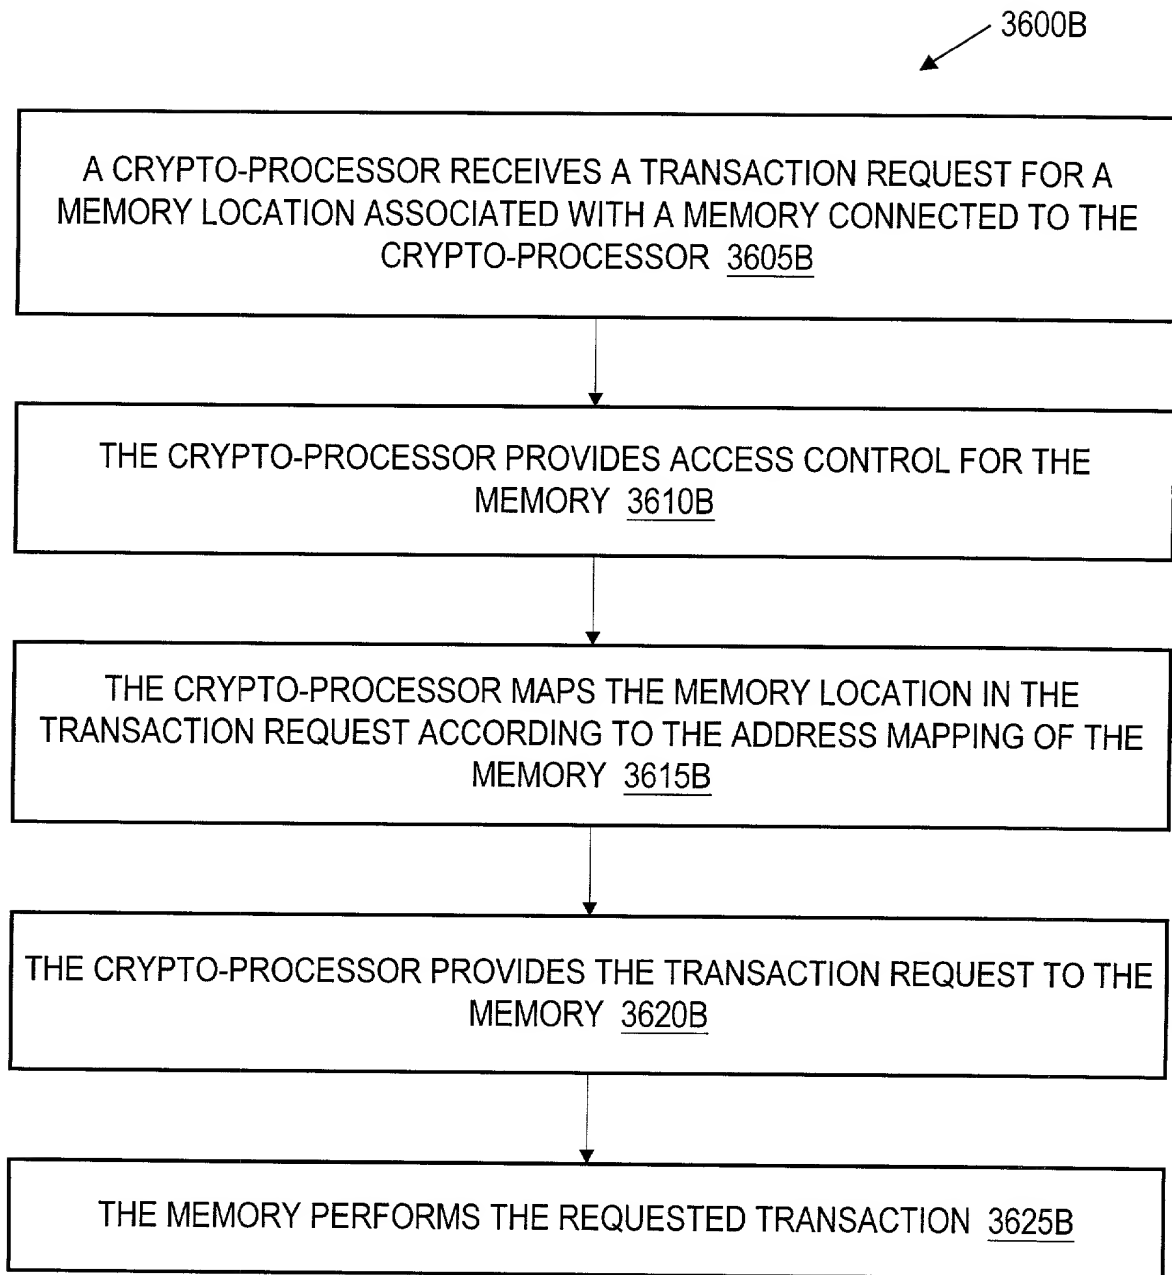 3600B
A CRYPTO-PROCESSOR RECEIVES A TRANSACTION REQUEST FOR A
MEMORY LOCATION ASSOCIATED WITH A MEMORY CONNECTED TO THE
CRYPTO-PROCESSOR 3605B
THE CRYPTO-PROCESSOR PROVIDES ACCESS CONTROL FOR THE
MEMORY 3610B
THE CRYPTO-PROCESSOR MAPS THE MEMORY LOCATION IN THE
TRANSACTION REQUEST ACCORDING TO THE ADDRESS MAPPING OF THE
MEMORY 3615B
THE CRYPTO-PROCESSOR PROVIDES THE TRANSACTION REQUEST TO THE
MEMORY 3620B
THE MEMORY PERFORMS THE REQUESTED TRANSACTION 3625B